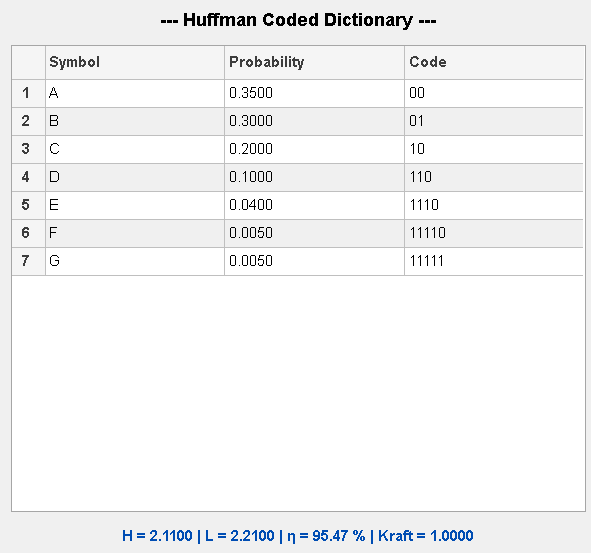 --- Huffman Coded Dictionary ---
Symbol Probability Code
1 A 0.3500 00
2 B 0.3000 01
3 C 0.2000 10
4 D 0.1000 110
5 E 0.0400 1110
6 F 0.0050 11110
7 G 0.0050 11111
H = 2.1100 | L = 2.2100 | η = 95.47 % | Kraft = 1.0000